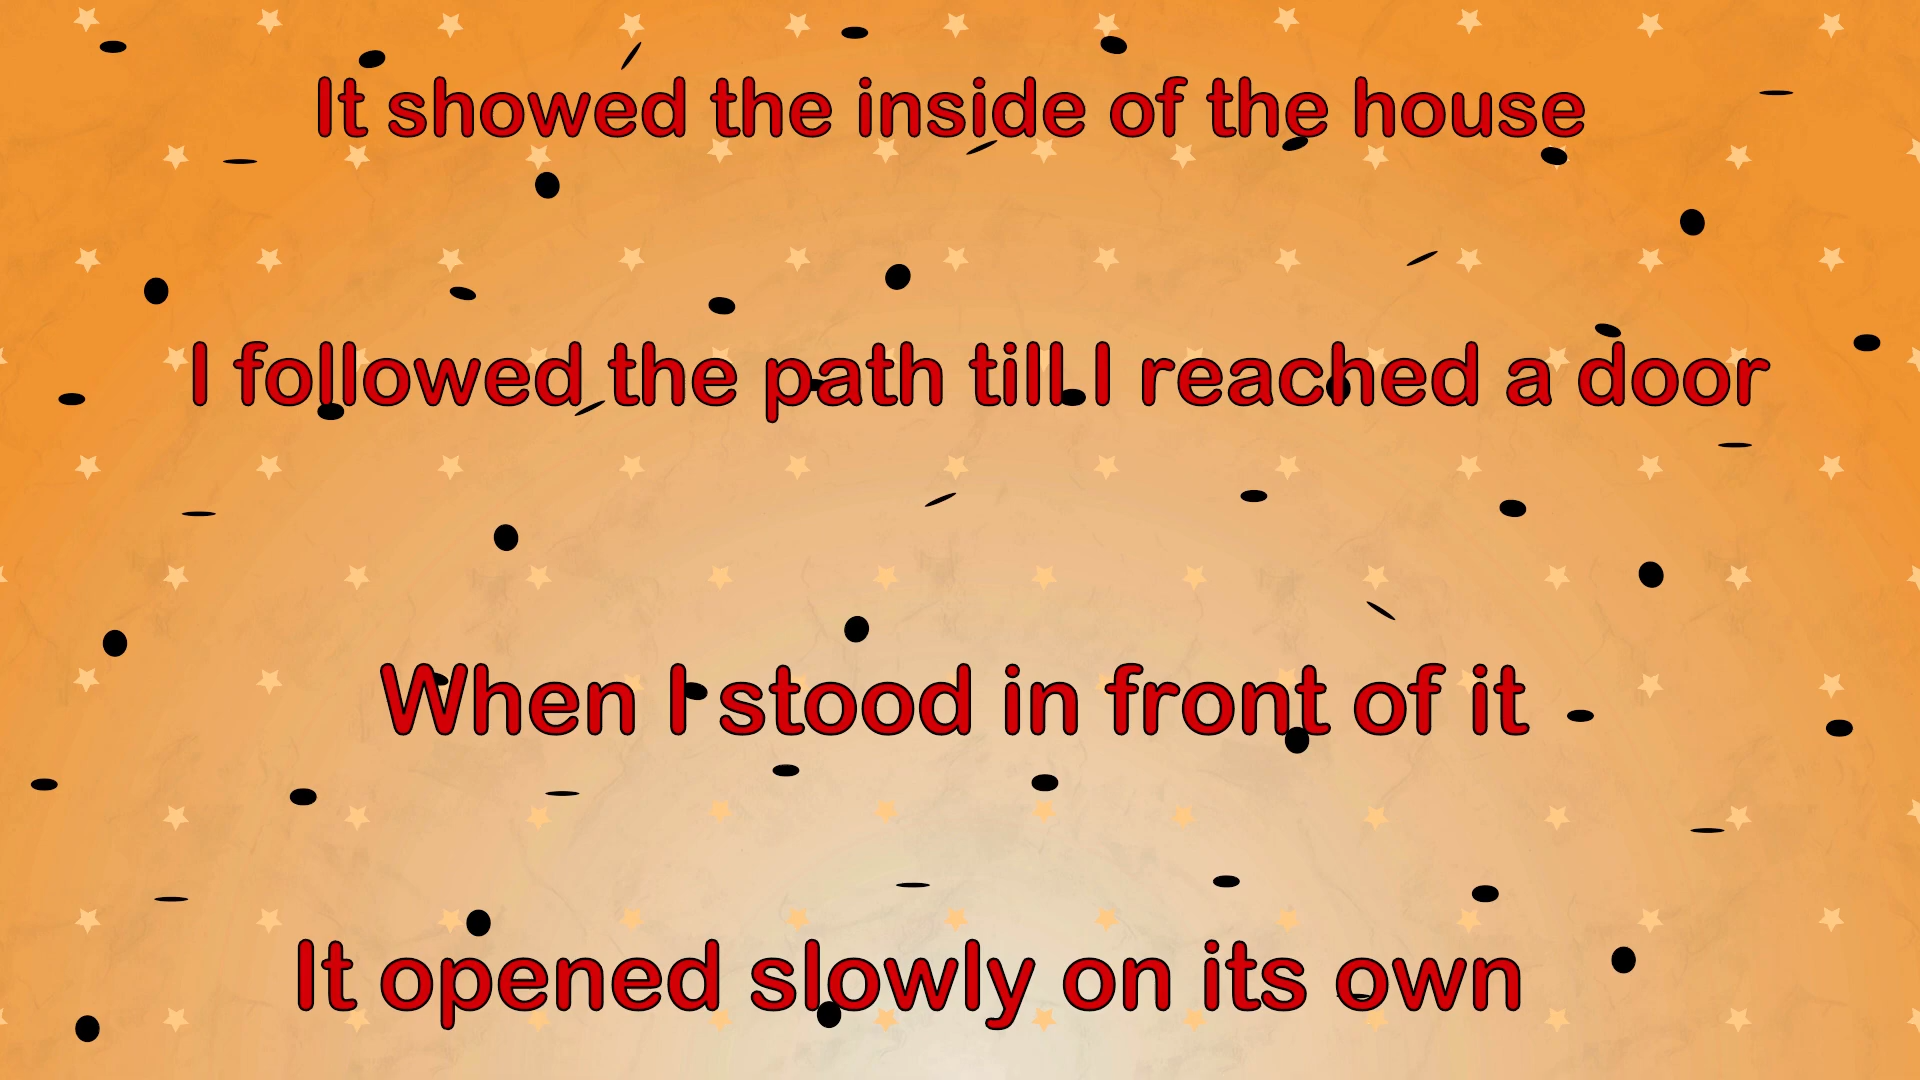 It showed the inside of the house
I followed the path till I reached a door
When I stood in front of it
It opened slowly on its own